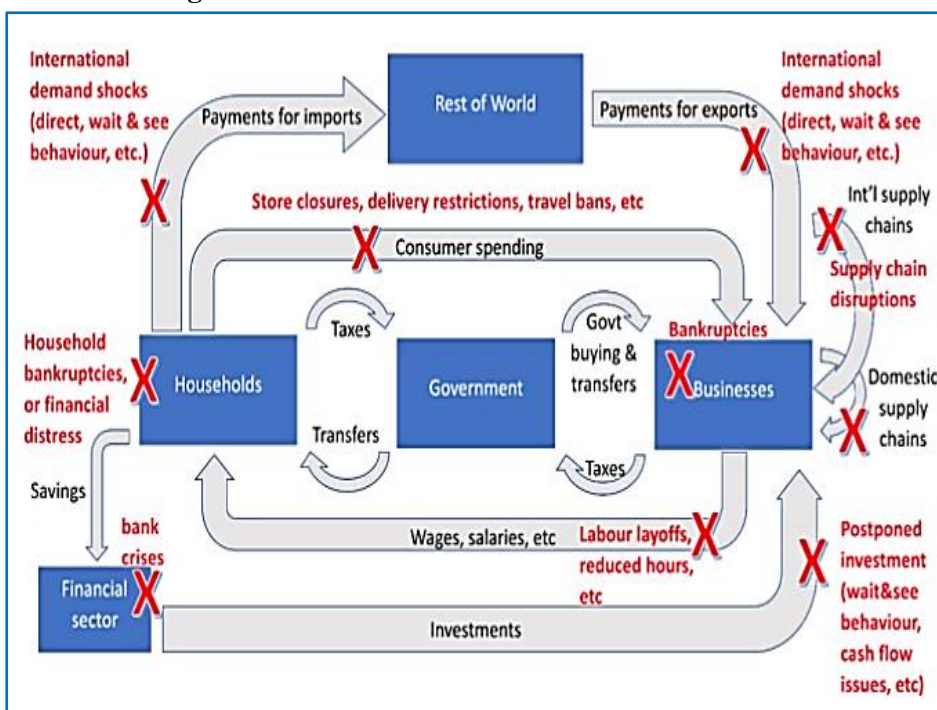 International
demand shocks
(direct, wait & see
behaviour, etc.)
Payments for imports
Rest of World
Payments for exports
International
demand shocks
(direct, wait & see
behaviour, etc.)
Store closures, delivery restrictions, travel bans, etc
Consumer spending
Int'l supply
chains
Supply chain
disruptions
Household
bankruptcies,
or financial
distress
Households
Taxes
Transfers
Government
Govt
buying &
transfers
Taxes
Bankruptcies
Businesses
Domestic
supply
chains
Savings
bank
crises
Financial
sector
Wages, salaries, etc
Labour layoffs,
reduced hours,
etc
Investments
Postponed
investment
(wait&see
behaviour,
cash flow
issues, etc)